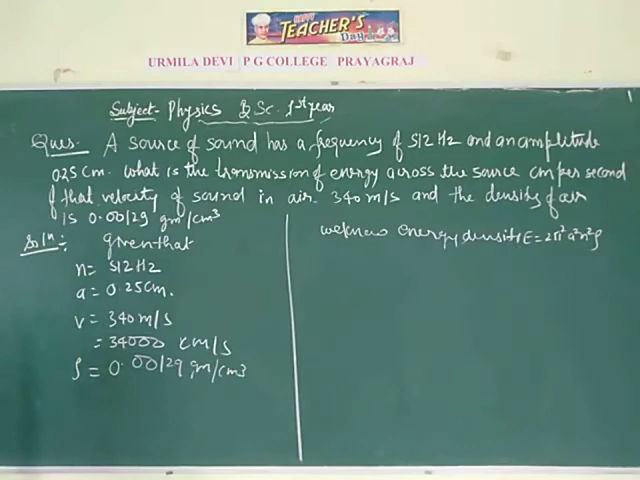 HAPPY
TEACHER'S
Day
URMILA DEVI P G COLLEGE PRAYAGRAJ
Subject- Physics B.Sc. 1st year
Ques. A source of sound has a frequency of 512 Hz and an amplitude
0.25 cm. what is the transmission of energy across the source cm per second
if that velocity of sound in air 340 m/s and the density of air
is 0.00129 gm/cm³
Soln:- given that
n = 512 Hz
a = 0.25 cm.
v = 340 m/s
= 34000 cm/s
ρ = 0.00129 gm/cm3
we know energy density E = 2π²a²n²ρ